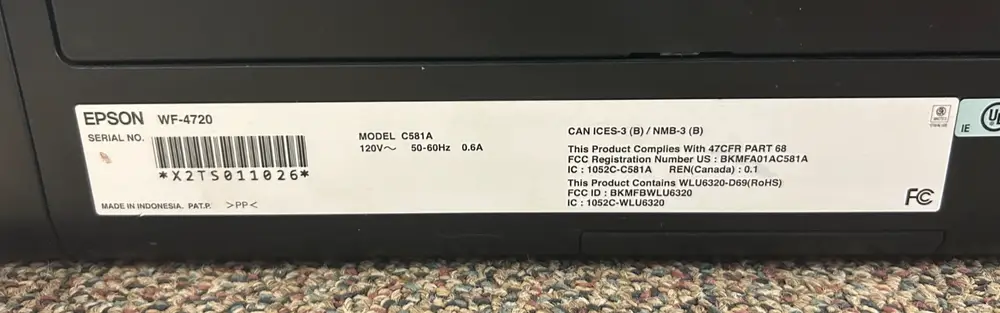 EPSON WF-4720
SERIAL NO.
*X2TS011026*
MADE IN INDONESIA. PAT.P. >PP<
MODEL C581A
120V～ 50-60Hz 0.6A
CAN ICES-3 (B) / NMB-3 (B)
This Product Complies With 47CFR PART 68
FCC Registration Number US : BKMFA01AC581A
IC : 1052C-C581A REN(Canada) : 0.1
This Product Contains WLU6320-D69(RoHS)
FCC ID : BKMFBWLU6320
IC : 1052C-WLU6320
FC
IE